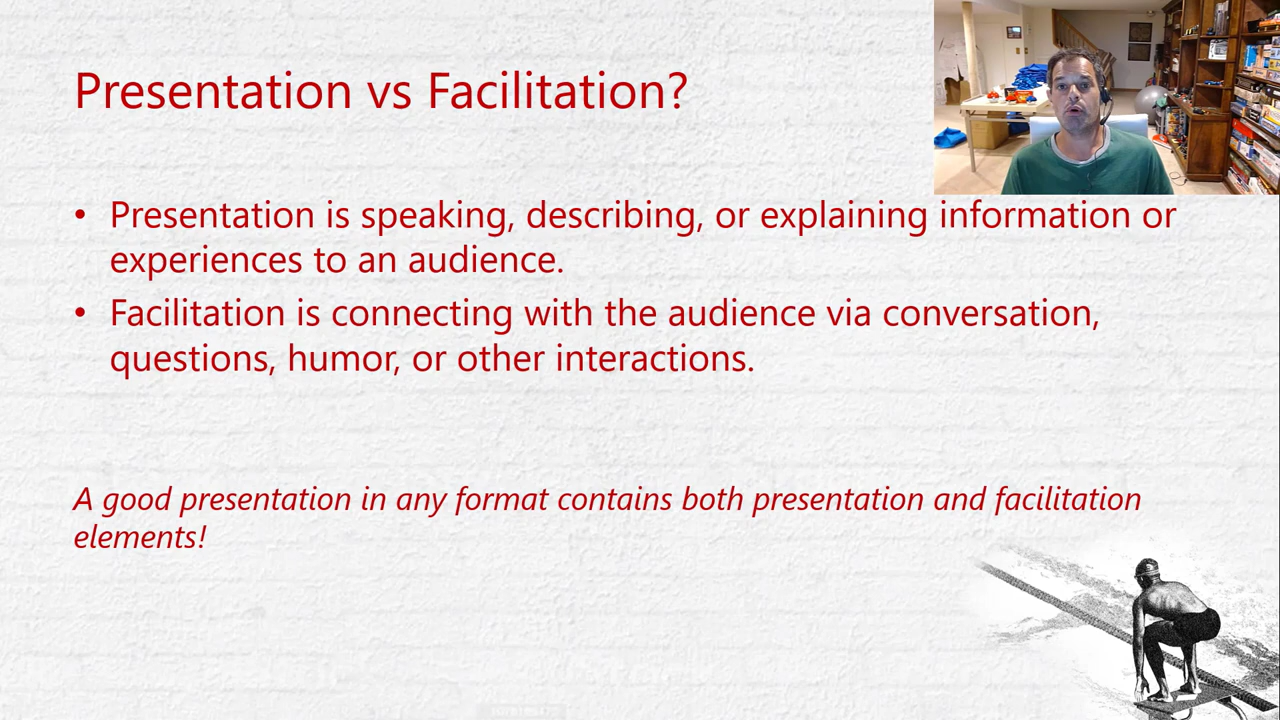 Presentation vs Facilitation?
• Presentation is speaking, describing, or explaining information or
experiences to an audience.
• Facilitation is connecting with the audience via conversation,
questions, humor, or other interactions.
A good presentation in any format contains both presentation and facilitation
elements!